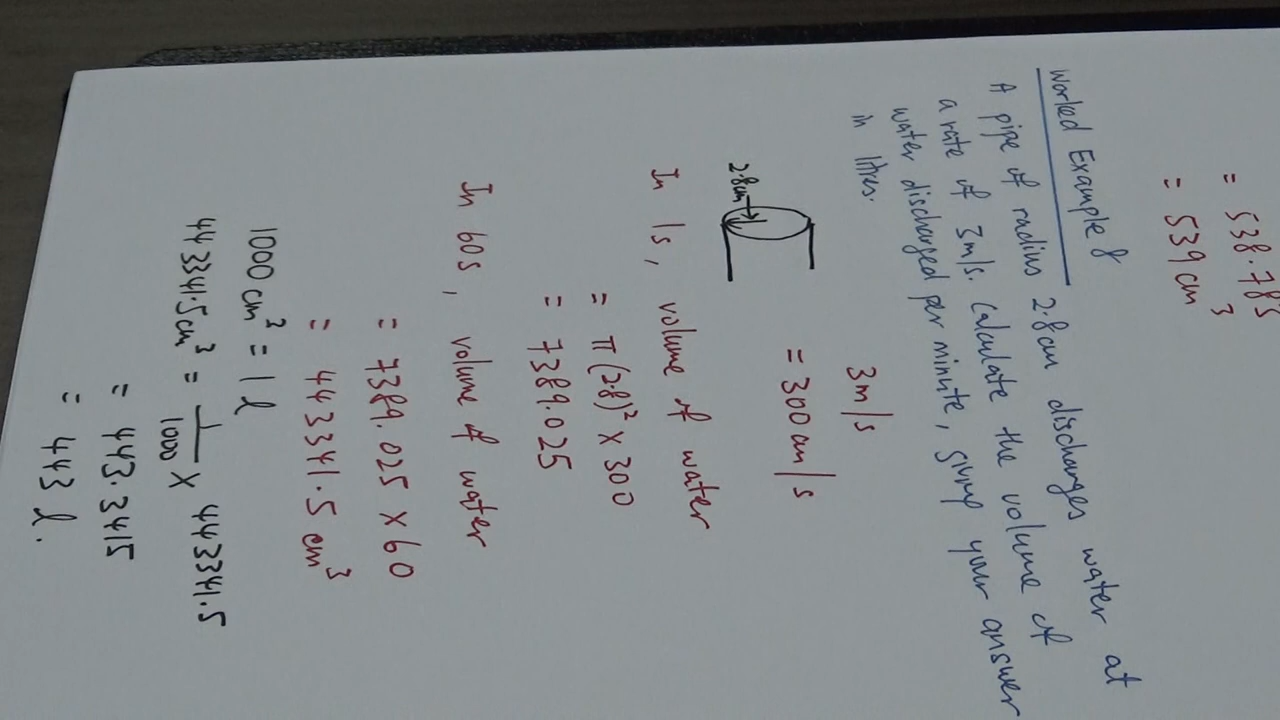 = 538.785
= 539 cm³
Worked Example 8
A pipe of radius 2.8cm discharges water at
a rate of 3m/s. Calculate the volume of
water discharged per minute, giving your answer
in litres.
3m/s
2.8cm
= 300cm/s
In 1s, volume of water
= π(2.8)² × 300
= 7389.025
In 60s, volume of water
= 7389.025 × 60
= 443341.5 cm³
1000 cm³ = 1 l
443341.5cm³ = 1/1000 × 443341.5
= 443.3415
= 443 l.